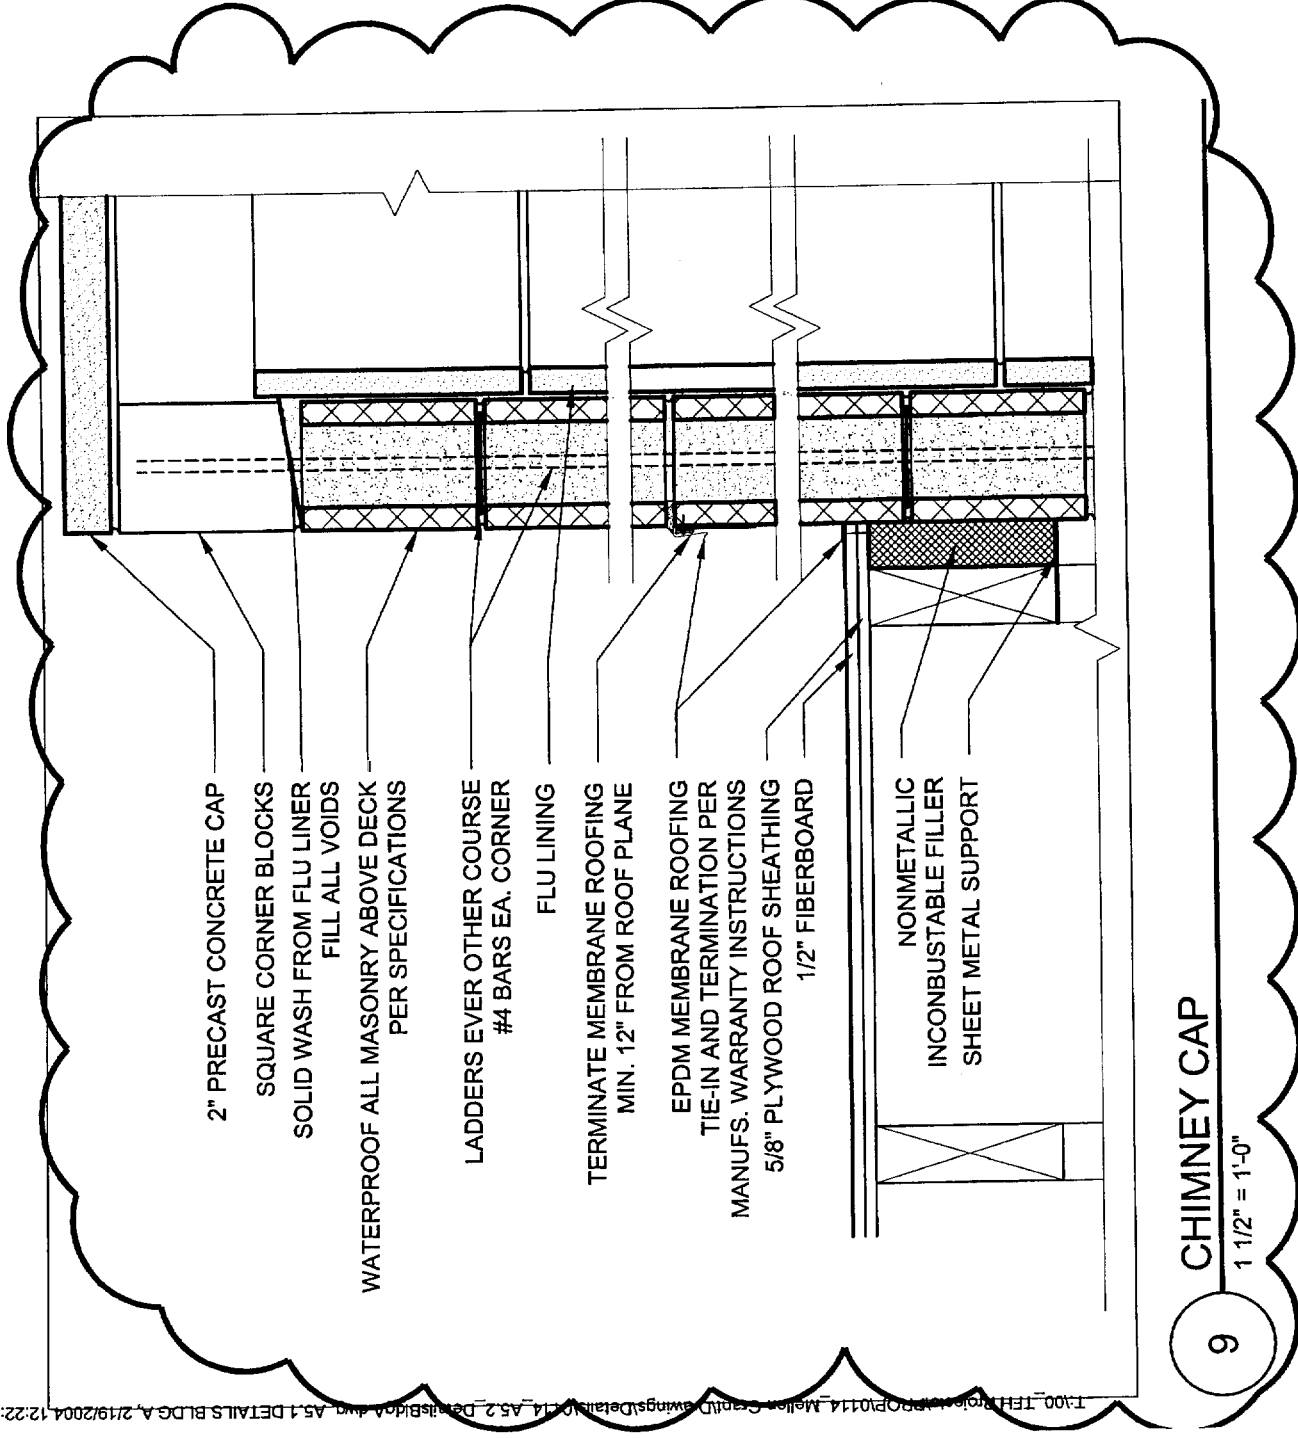 2" PRECAST CONCRETE CAP
SQUARE CORNER BLOCKS
SOLID WASH FROM FLU LINER
FILL ALL VOIDS
WATERPROOF ALL MASONRY ABOVE DECK
PER SPECIFICATIONS
LADDERS EVER OTHER COURSE
#4 BARS EA. CORNER
FLU LINING
TERMINATE MEMBRANE ROOFING
MIN. 12" FROM ROOF PLANE
EPDM MEMBRANE ROOFING
TIE-IN AND TERMINATION PER
MANUFS. WARRANTY INSTRUCTIONS
5/8" PLYWOOD ROOF SHEATHING
1/2" FIBERBOARD
NONMETALLIC
INCONBUSTABLE FILLER
SHEET METAL SUPPORT
9
CHIMNEY CAP
1 1/2" = 1'-0"
A5.1 DETAILS BLDG A, 2/19/2004 12:22: